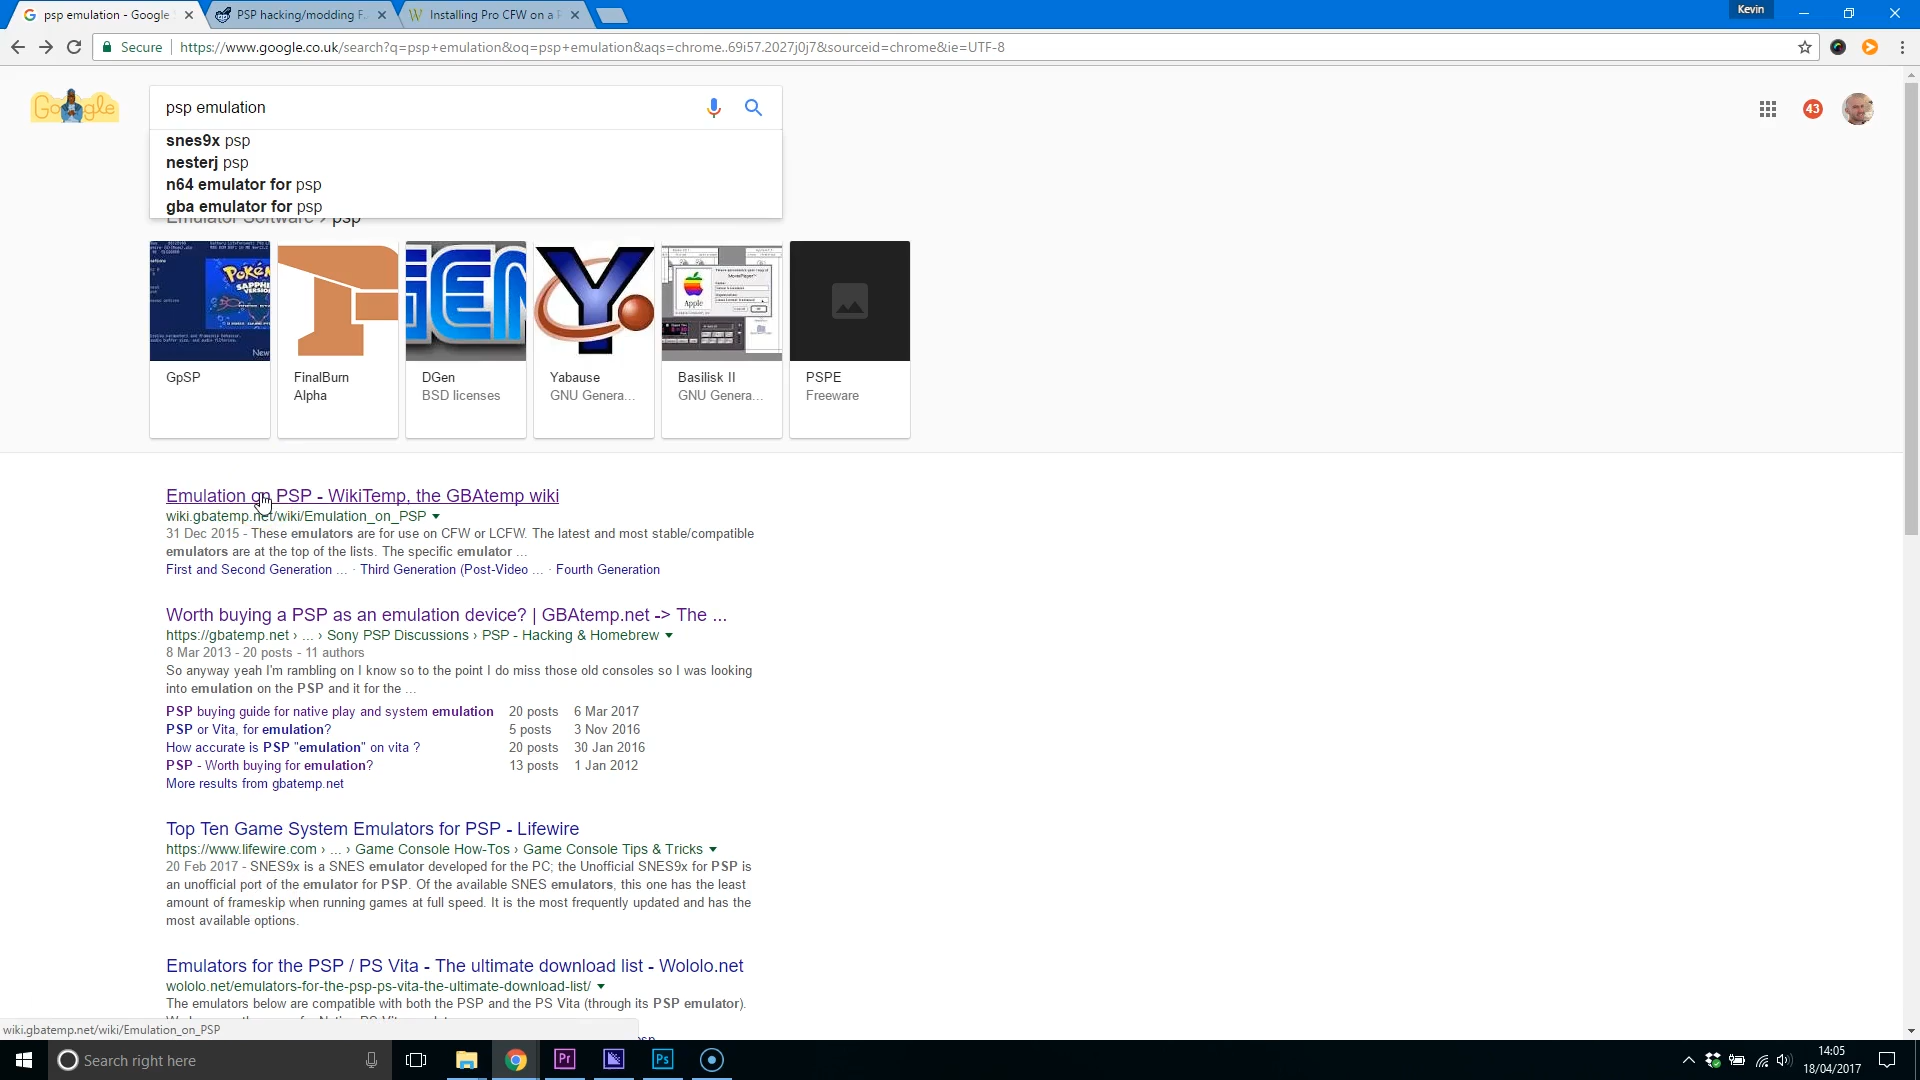 psp emulation - Google
PSP hacking/modding F
Installing Pro CFW on a P
Kevin
Secure
https://www.google.co.uk/search?q=psp+emulation&oq=psp+emulation&aqs=chrome..69i57.2027j0j7&sourceid=chrome&ie=UTF-8
Google
psp emulation
43
snes9x psp
nesterj psp
n64 emulator for psp
gba emulator for psp
Emulator Software > psp
POKéM
SAPPHI
VERSION
New
GEN
Apple
GpSP
FinalBurn
Alpha
DGen
BSD licenses
Yabause
GNU Genera...
Basilisk II
GNU Genera...
PSPE
Freeware
Emulation on PSP - WikiTemp, the GBAtemp wiki
wiki.gbatemp.net/wiki/Emulation_on_PSP
31 Dec 2015 - These emulators are for use on CFW or LCFW. The latest and most stable/compatible
emulators are at the top of the lists. The specific emulator ...
First and Second Generation ... · Third Generation (Post-Video ... · Fourth Generation
Worth buying a PSP as an emulation device? | GBAtemp.net -> The ...
https://gbatemp.net › ... › Sony PSP Discussions › PSP - Hacking & Homebrew
8 Mar 2013 - 20 posts - 11 authors
So anyway yeah I'm rambling on I know so to the point I do miss those old consoles so I was looking
into emulation on the PSP and it for the ...
PSP buying guide for native play and system emulation 20 posts 6 Mar 2017
PSP or Vita, for emulation? 5 posts 3 Nov 2016
How accurate is PSP "emulation" on vita ? 20 posts 30 Jan 2016
PSP - Worth buying for emulation? 13 posts 1 Jan 2012
More results from gbatemp.net
Top Ten Game System Emulators for PSP - Lifewire
https://www.lifewire.com › ... › Game Console How-Tos › Game Console Tips & Tricks
20 Feb 2017 - SNES9x is a SNES emulator developed for the PC; the Unofficial SNES9x for PSP is
an unofficial port of the emulator for PSP. Of the available SNES emulators, this one has the least
amount of frameskip when running games at full speed. It is the most frequently updated and has the
most available options.
Emulators for the PSP / PS Vita - The ultimate download list - Wololo.net
wololo.net/emulators-for-the-psp-ps-vita-the-ultimate-download-list/
The emulators below are compatible with both the PSP and the PS Vita (through its PSP emulator).
wiki.gbatemp.net/wiki/Emulation_on_PSP
Search right here
Pr
Ps
14:05
18/04/2017